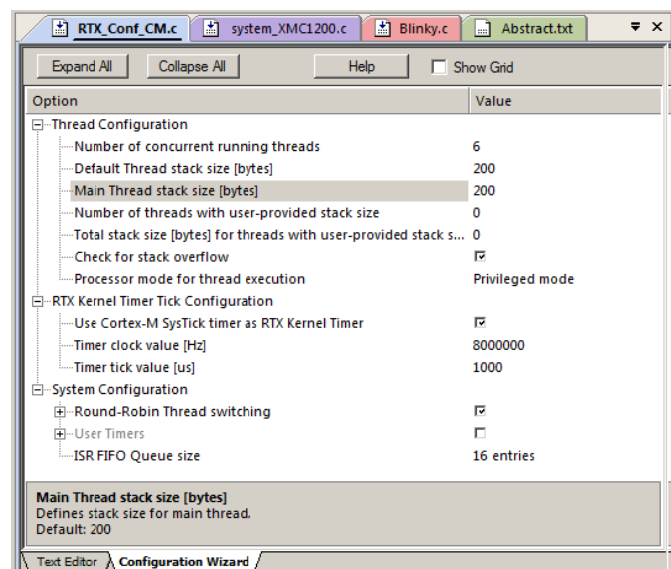 RTX_Conf_CM.c system_XMC1200.c Blinky.c Abstract.txt
Expand All Collapse All Help Show Grid
Option Value
Thread Configuration
Number of concurrent running threads 6
Default Thread stack size [bytes] 200
Main Thread stack size [bytes] 200
Number of threads with user-provided stack size 0
Total stack size [bytes] for threads with user-provided stack s... 0
Check for stack overflow
Processor mode for thread execution Privileged mode
RTX Kernel Timer Tick Configuration
Use Cortex-M SysTick timer as RTX Kernel Timer
Timer clock value [Hz] 8000000
Timer tick value [us] 1000
System Configuration
Round-Robin Thread switching
User Timers
ISR FIFO Queue size 16 entries
Main Thread stack size [bytes]
Defines stack size for main thread.
Default: 200
Text Editor Configuration Wizard